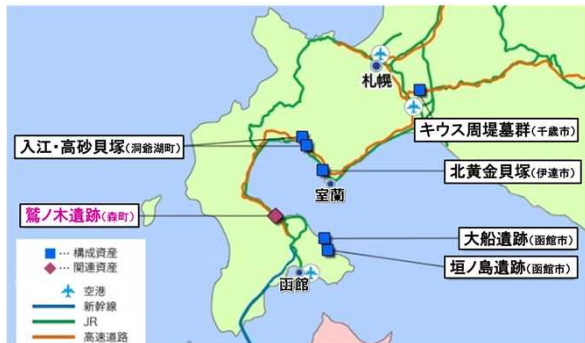 札幌
キウス周堤墓群(千歳市)
入江・高砂貝塚(洞爺湖町)
北黄金貝塚(伊達市)
室蘭
鷲ノ木遺跡(森町)
大船遺跡(函館市)
垣ノ島遺跡(函館市)
函館
■…構成資産
◆…関連資産
空港
新幹線
JR
高速道路